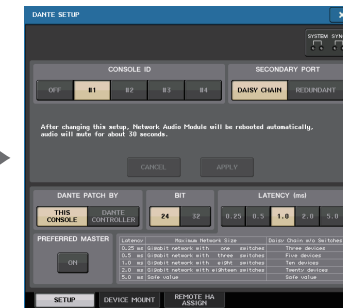 DANTE SETUP
SYSTEM SYN
CONSOLE ID
SECONDARY PORT
OFF #1 #2 #3 #4 DAISY CHAIN REDUNDANT
After changing this setup, Network Audio Module will be rebooted automatically,
audio will mute for about 30 seconds.
CANCEL APPLY
DANTE PATCH BY BIT LATENCY (ms)
THIS CONSOLE DANTE CONTROLLER 24 32 0.25 0.5 1.0 2.0 5.0
PREFERRED MASTER
ON
Latency Maximum Network Size Daisy Chain w/o Switches
0.25 ms Gigabit network with one switches Three devices
0.5 ms Gigabit network with three switches Five devices
1.0 ms Gigabit network with eight switches Ten devices
2.0 ms Gigabit network with eighteen switches Twenty devices
5.0 ms Safe value Safe value
SETUP DEVICE MOUNT REMOTE HA ASSIGN